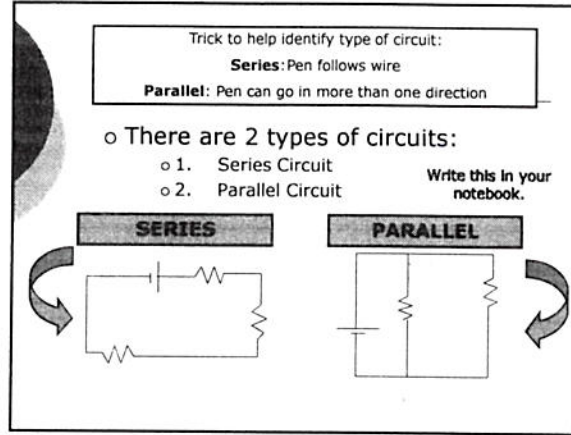 Trick to help identify type of circuit:
Series: Pen follows wire
Parallel: Pen can go in more than one direction
o There are 2 types of circuits:
o 1. Series Circuit
o 2. Parallel Circuit
Write this in your
notebook.
SERIES
PARALLEL